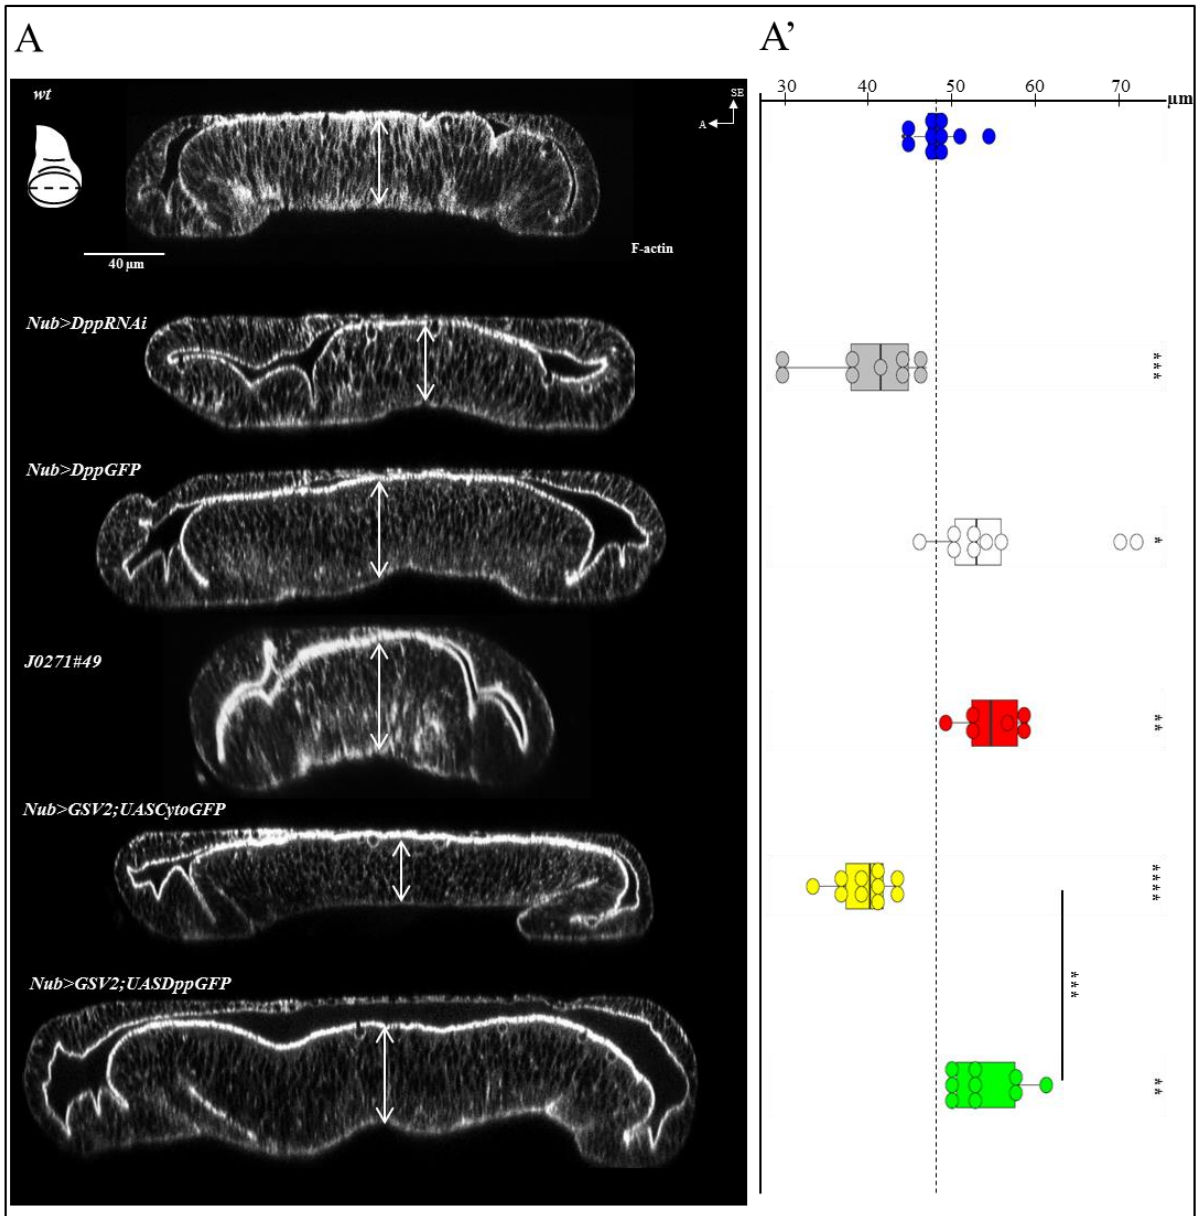 A
A’
wt
SE
A
F-actin
40 μm
Nub>DppRNAi
Nub>DppGFP
J0271#49
Nub>GSV2;UASCytoGFP
Nub>GSV2;UASDppGFP
30 40 50 60 70
μm
***
*
**
****
***
**